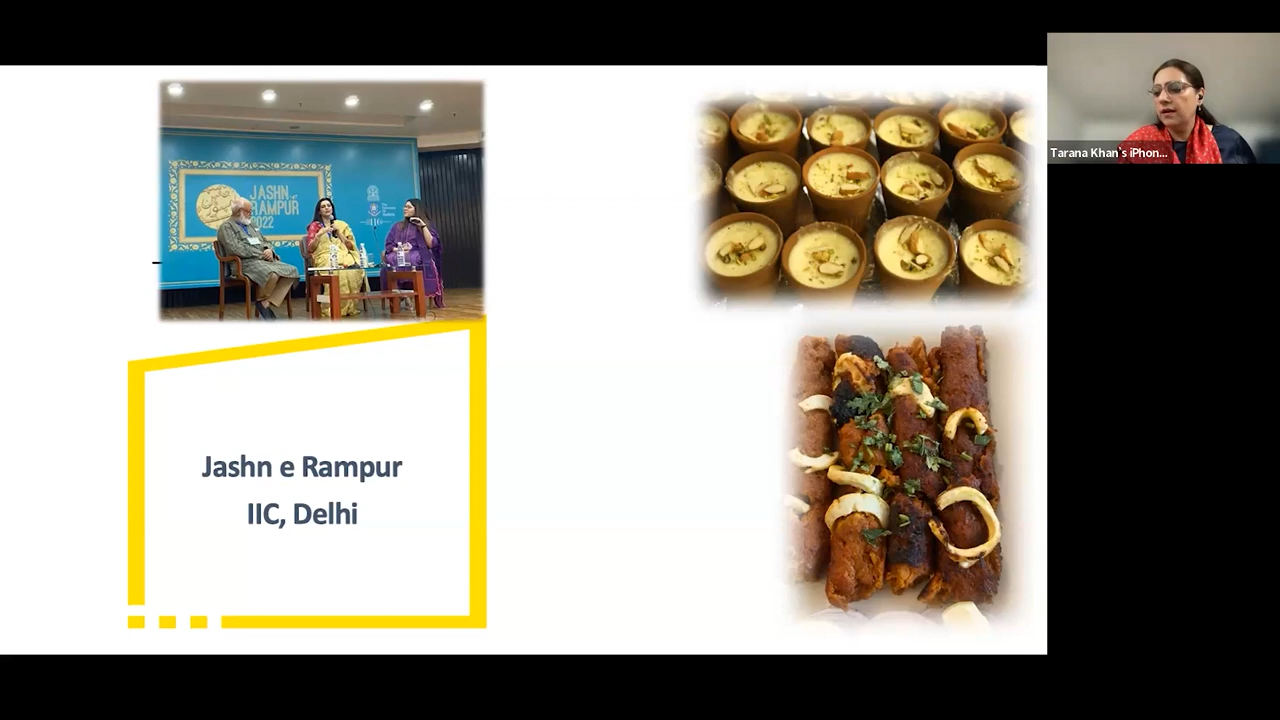 JASHN
RAMPUR
2022
Jashn e Rampur
IIC, Delhi
Tarana Khan's iPhon...